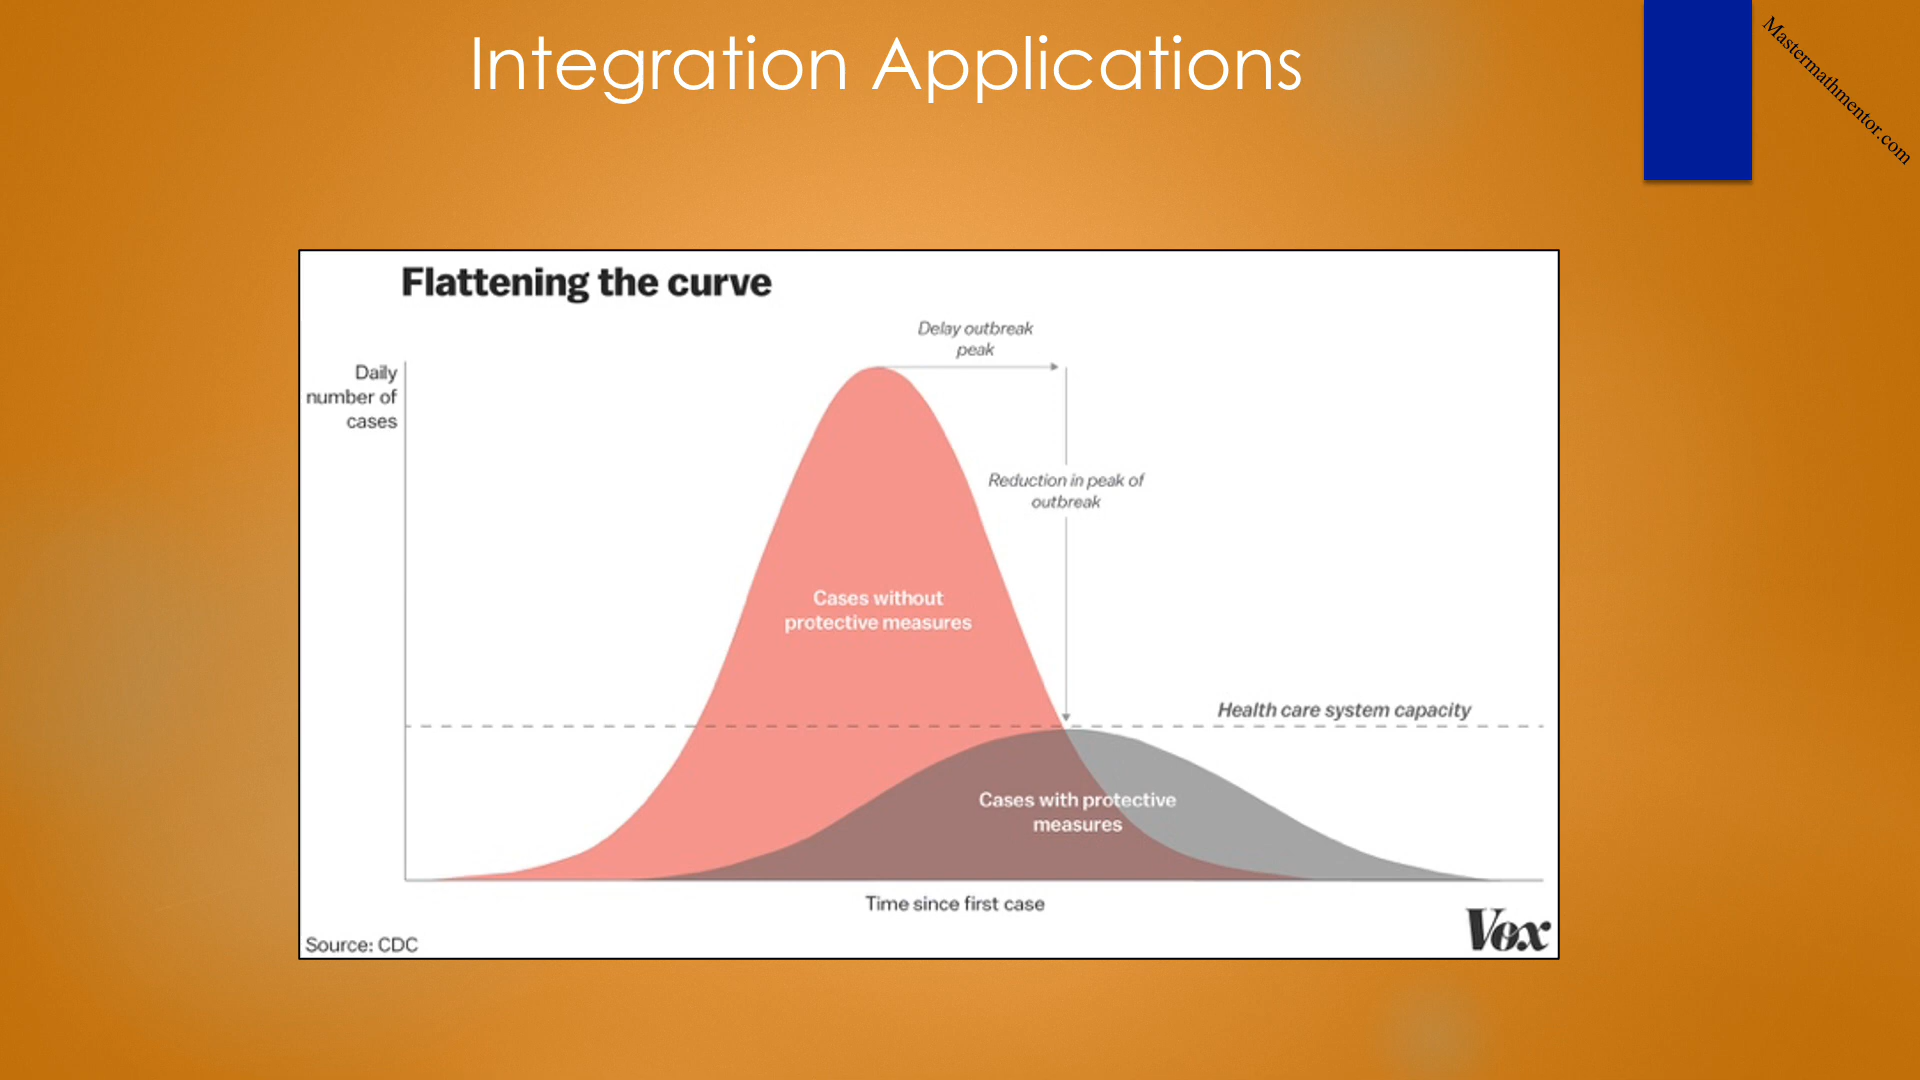 Integration Applications
Mastermathmentor.com
Flattening the curve
Delay outbreak
peak
Daily
number of
cases
Reduction in peak of
outbreak
Cases without
protective measures
Health care system capacity
Cases with protective
measures
Time since first case
Source: CDC
Vox